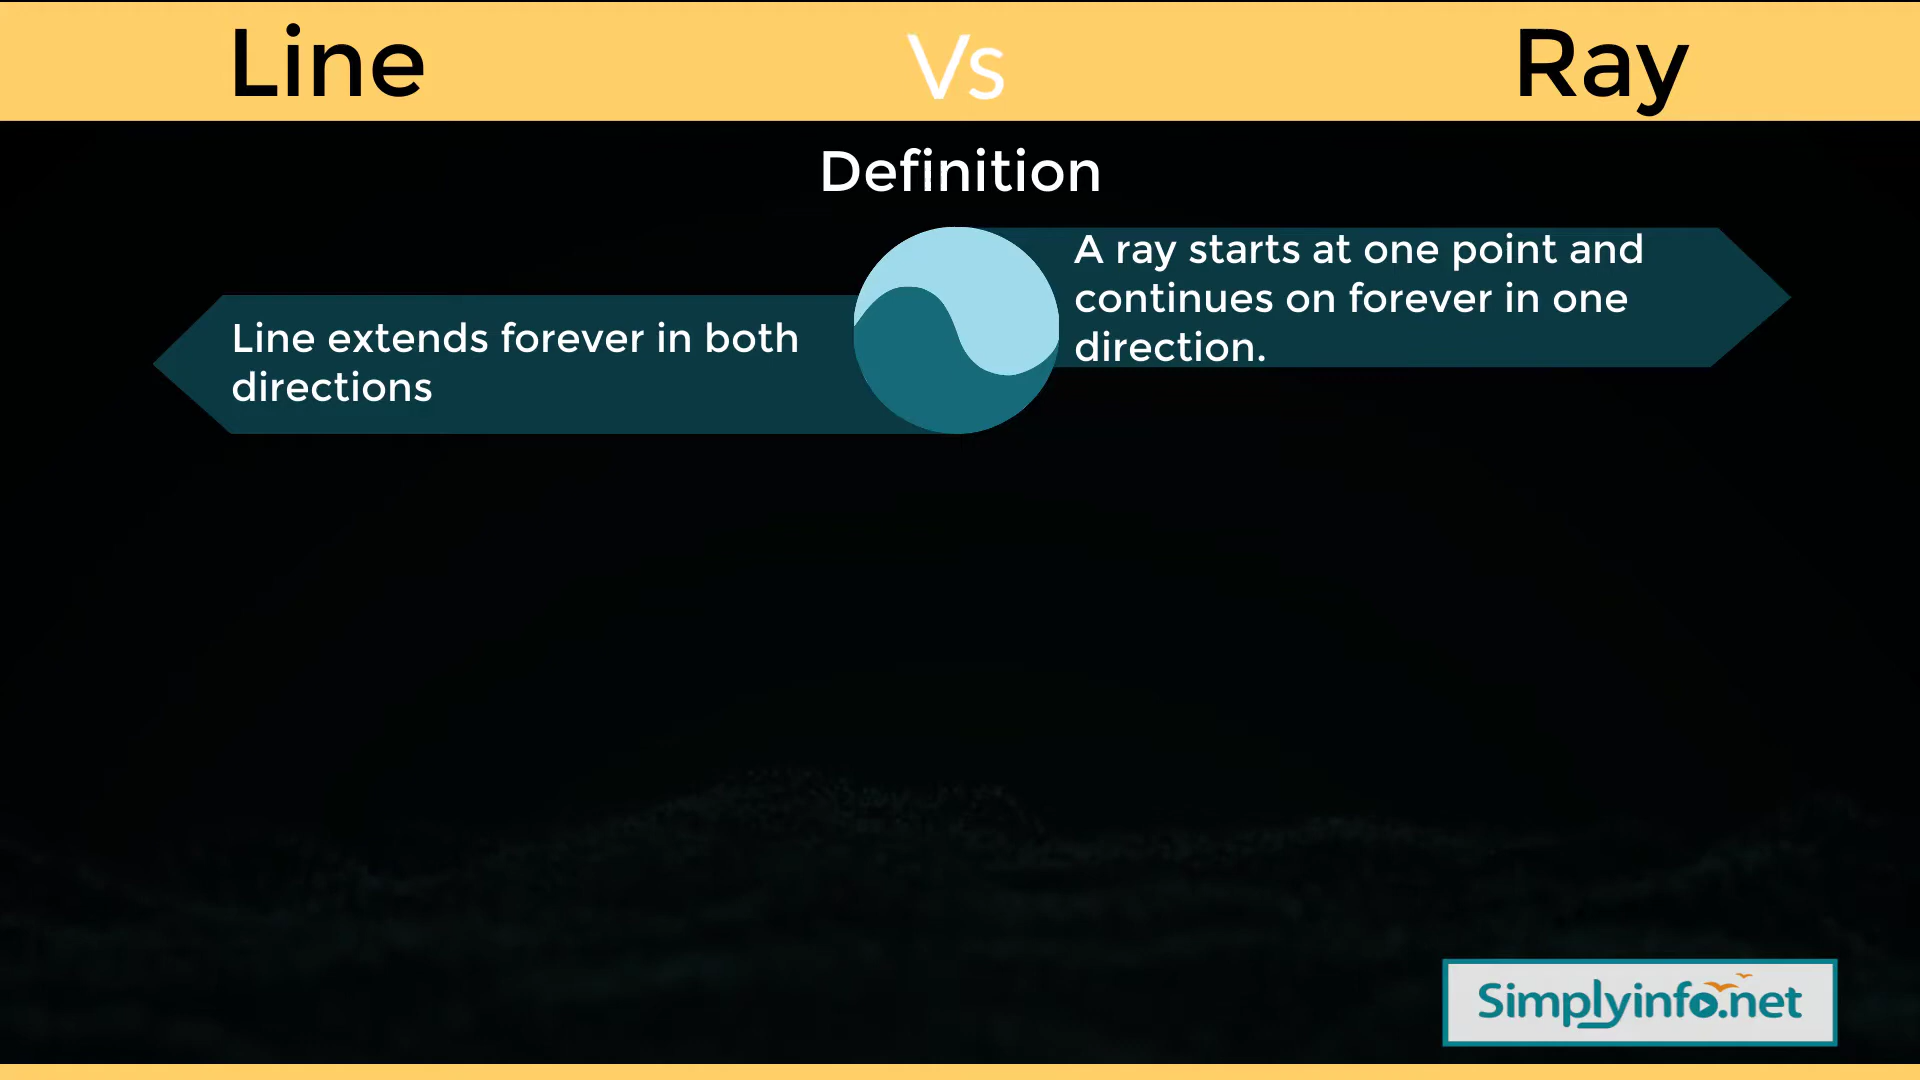 Line Vs Ray
Definition
Line extends forever in both
directions
A ray starts at one point and
continues on forever in one
direction.
Simplyinfo.net